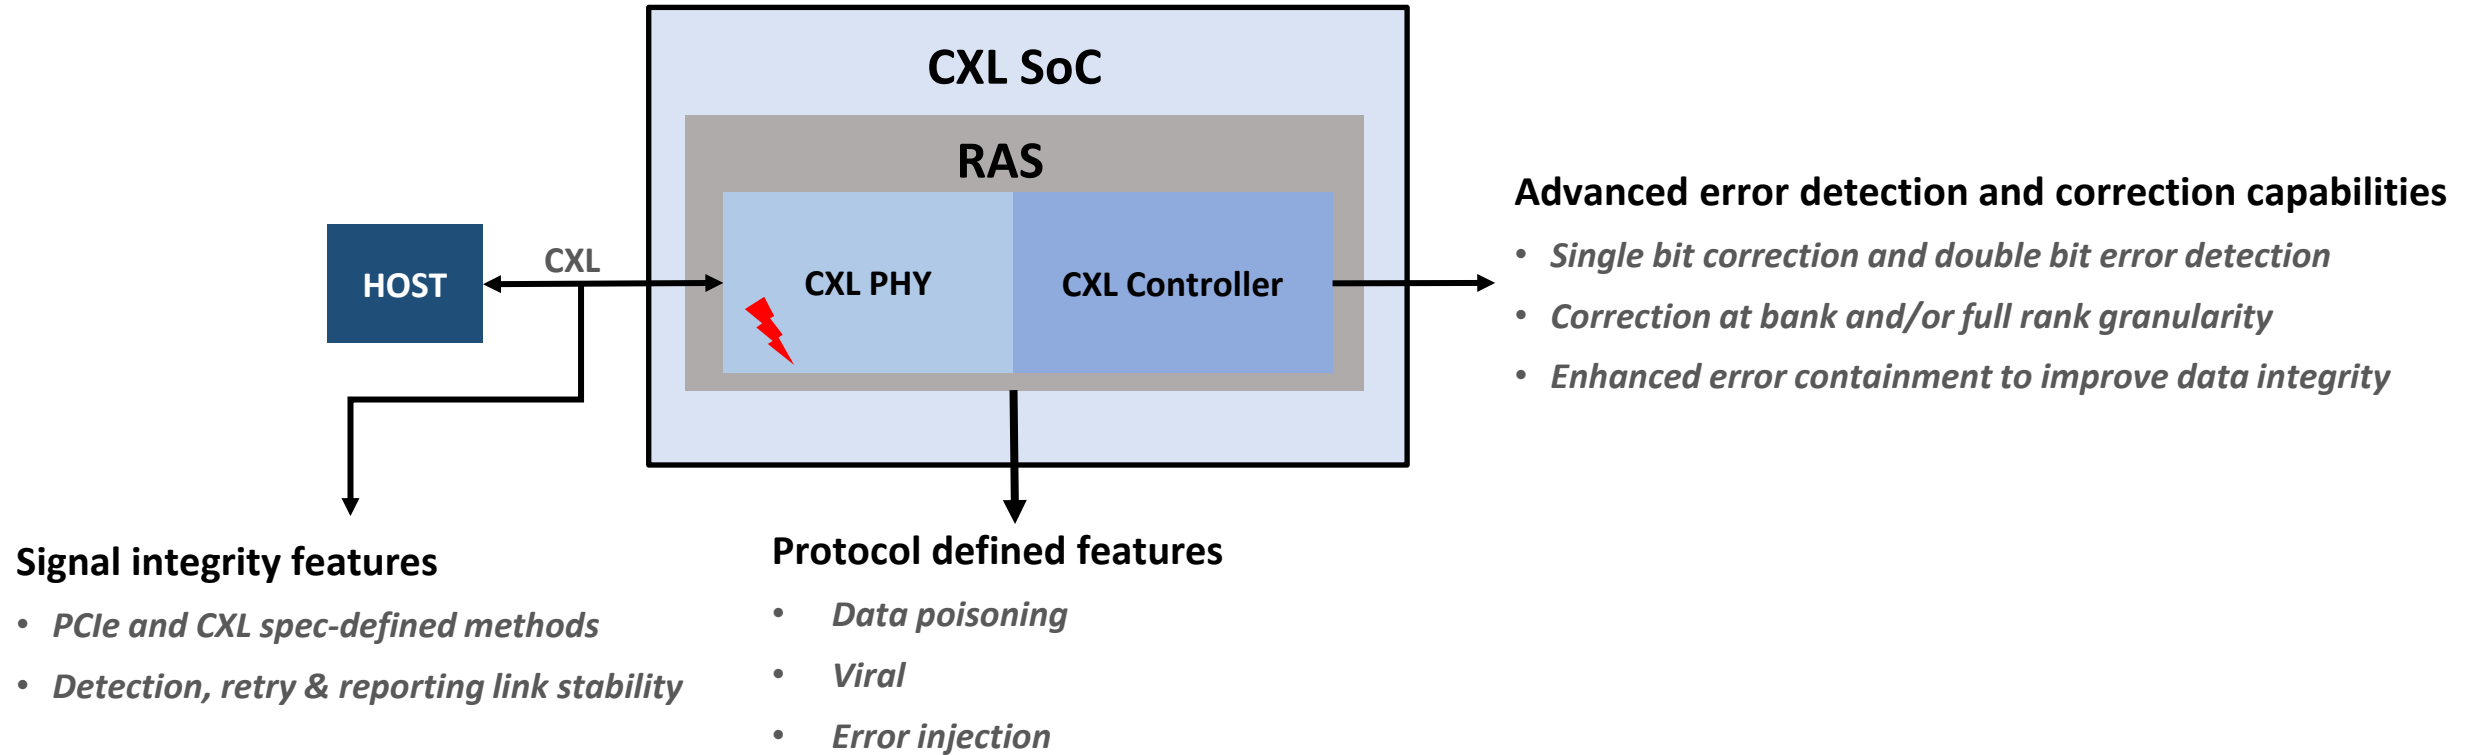 CXL SoC
RAS
HOST
CXL
CXL PHY
CXL Controller
Advanced error detection and correction capabilities
• Single bit correction and double bit error detection
• Correction at bank and/or full rank granularity
• Enhanced error containment to improve data integrity
Signal integrity features
• PCIe and CXL spec-defined methods
• Detection, retry & reporting link stability
Protocol defined features
• Data poisoning
• Viral
• Error injection